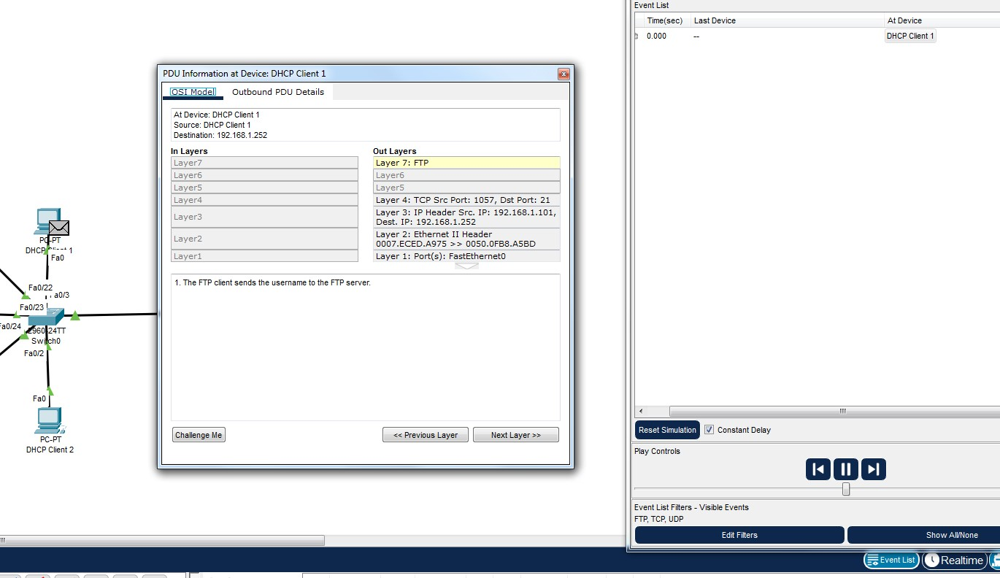 Event List
Time(sec) Last Device At Device
0.000 -- DHCP Client 1
PDU Information at Device: DHCP Client 1
OSI Model Outbound PDU Details
At Device: DHCP Client 1
Source: DHCP Client 1
Destination: 192.168.1.252
In Layers
Layer7
Layer6
Layer5
Layer4
Layer3
Layer2
Layer1
Out Layers
Layer 7: FTP
Layer6
Layer5
Layer 4: TCP Src Port: 1057, Dst Port: 21
Layer 3: IP Header Src. IP: 192.168.1.101,
Dest. IP: 192.168.1.252
Layer 2: Ethernet II Header
0007.ECED.A975 >> 0050.0FB8.A5BD
Layer 1: Port(s): FastEthernet0
1. The FTP client sends the username to the FTP server.
Challenge Me << Previous Layer Next Layer >>
PC-PT
DHCP Client 1
Fa0
Fa0/22
Fa0/3
Fa0/23
Fa0/24
2960-24TT
Switch0
Fa0/2
Fa0
PC-PT
DHCP Client 2
Reset Simulation Constant Delay
Play Controls
Event List Filters - Visible Events
FTP, TCP, UDP
Edit Filters Show All/None
Event List Realtime